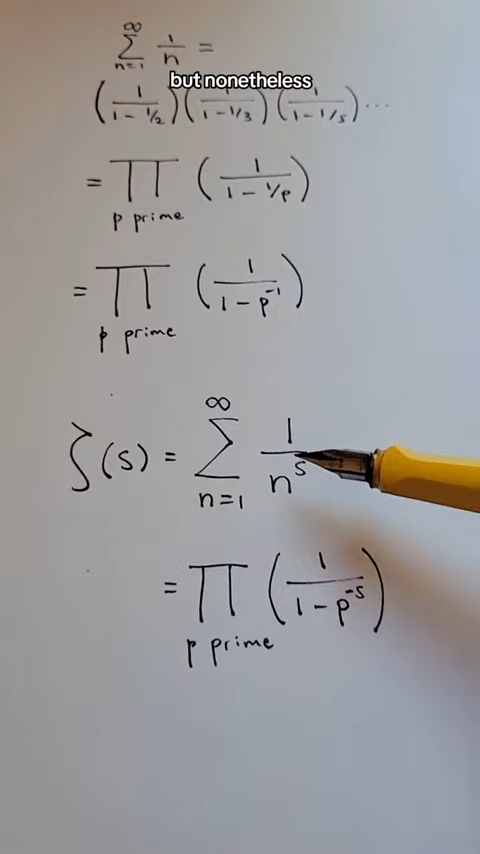 ∞
∑ 1/n =
n=1
but nonetheless
(1/(1 - 1/2)) (1/(1 - 1/3)) (1/(1 - 1/5)) ...
= ∏ (1/(1 - 1/p))
p prime
= ∏ (1/(1 - p⁻¹))
p prime
∞
ζ(s) = ∑ 1/nˢ
n=1
= ∏ (1/(1 - p⁻ˢ))
p prime